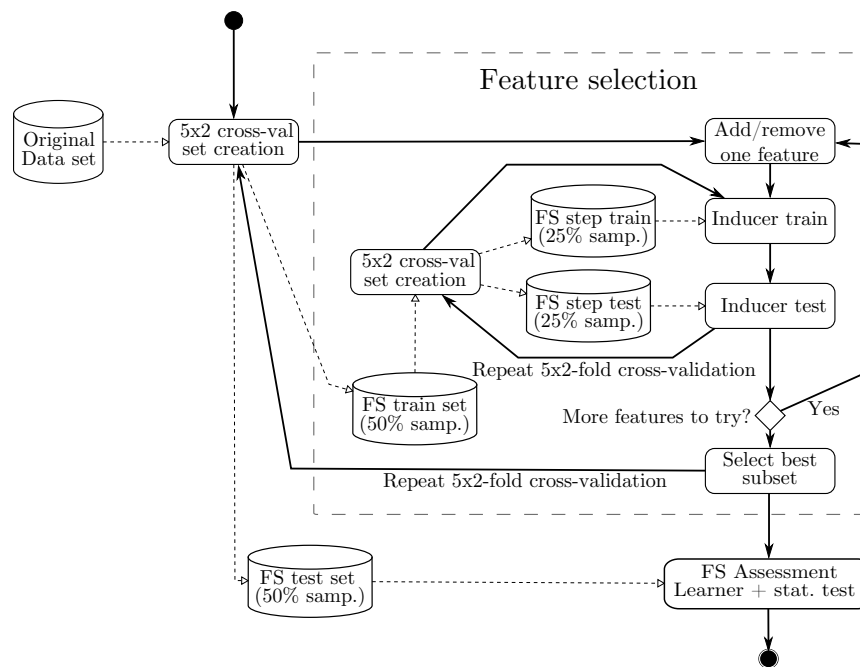 Feature selection
Original
Data set
5x2 cross-val
set creation
Add/remove
one feature
FS step train
(25% samp.)
Inducer train
5x2 cross-val
set creation
FS step test
(25% samp.)
Inducer test
Repeat 5x2-fold cross-validation
FS train set
(50% samp.)
More features to try?
Yes
Select best
subset
Repeat 5x2-fold cross-validation
FS test set
(50% samp.)
FS Assessment
Learner + stat. test